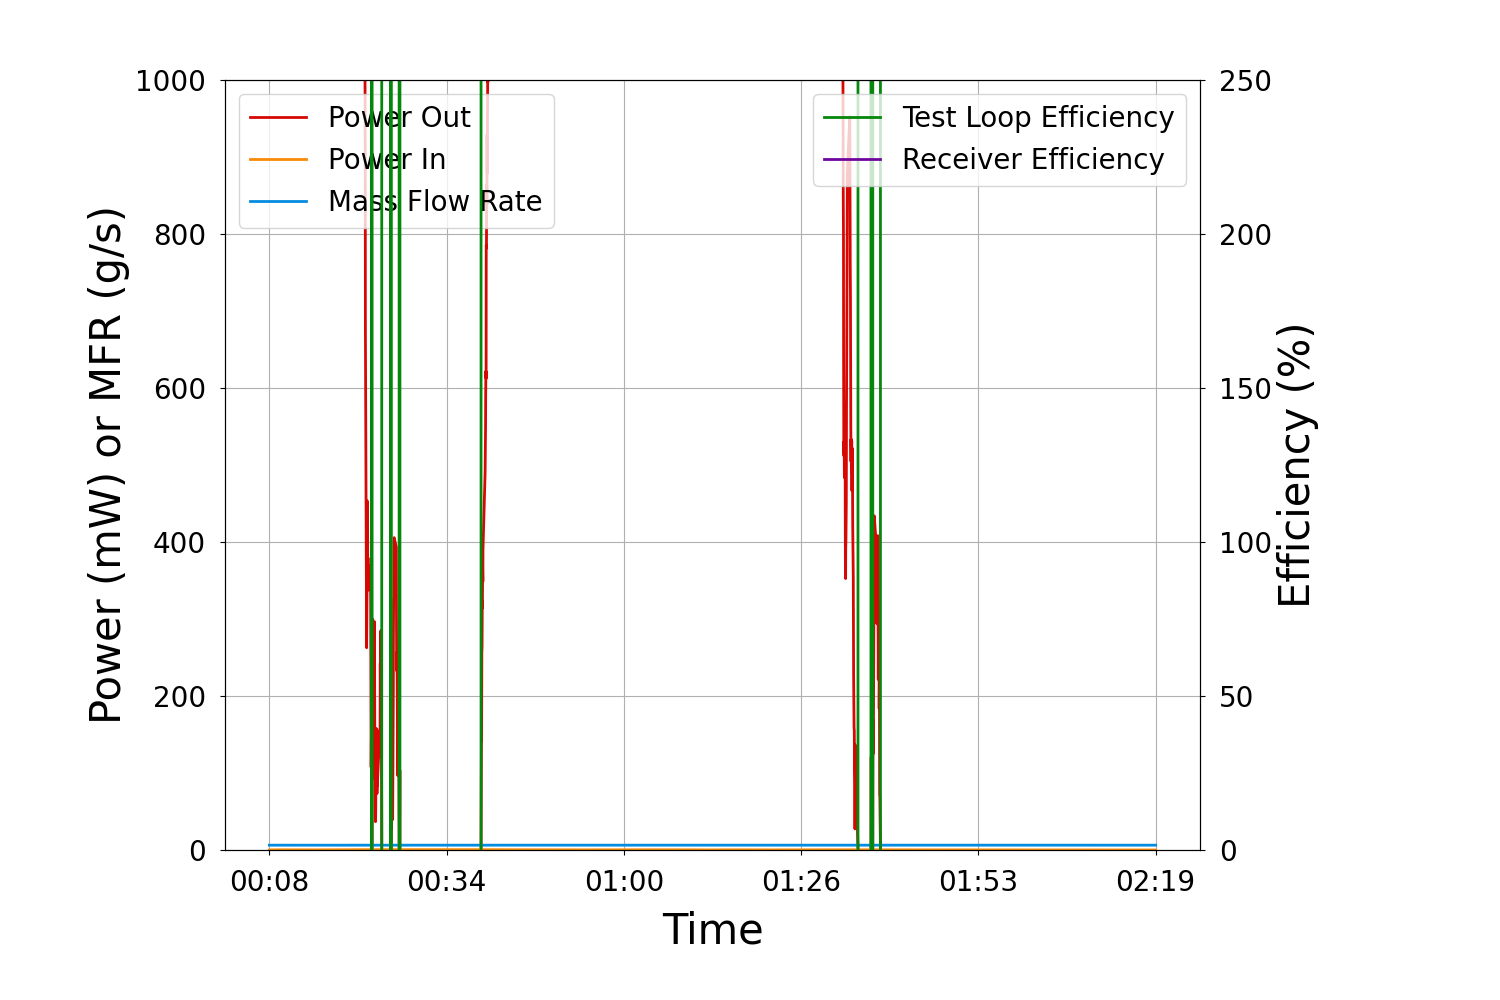 1000
800
600
400
200
0
Power (mW) or MFR (g/s)
Power Out
Power In
Mass Flow Rate
Test Loop Efficiency
Receiver Efficiency
250
200
150
100
50
0
Efficiency (%)
00:08 00:34 01:00 01:26 01:53 02:19
Time